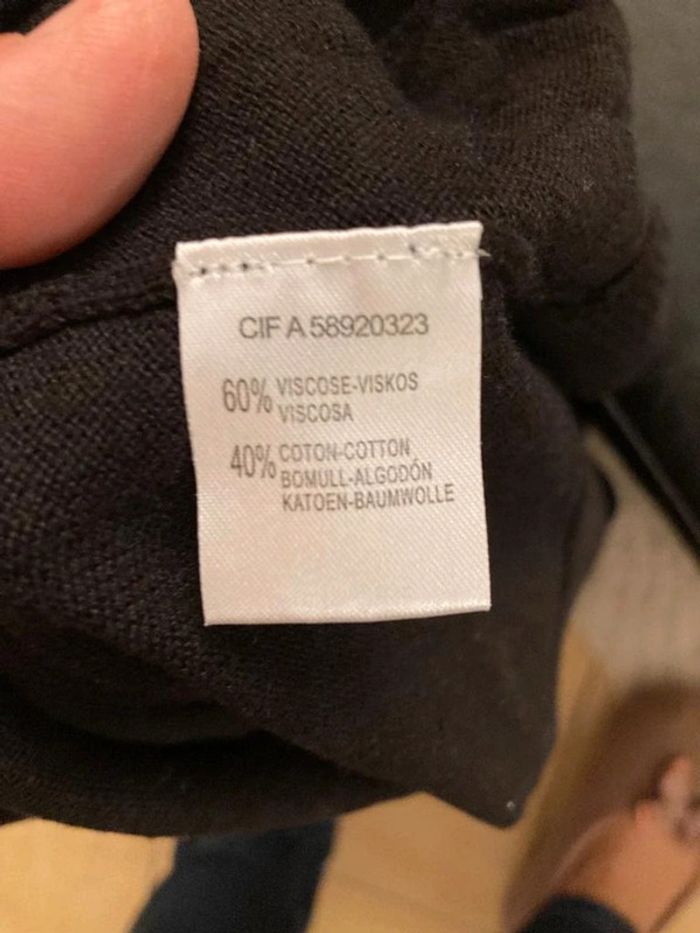 CIF A 58920323
60% VISCOSE-VISKOS
VISCOSA
40% COTON-COTTON
BOMULL-ALGODÓN
KATOEN-BAUMWOLLE